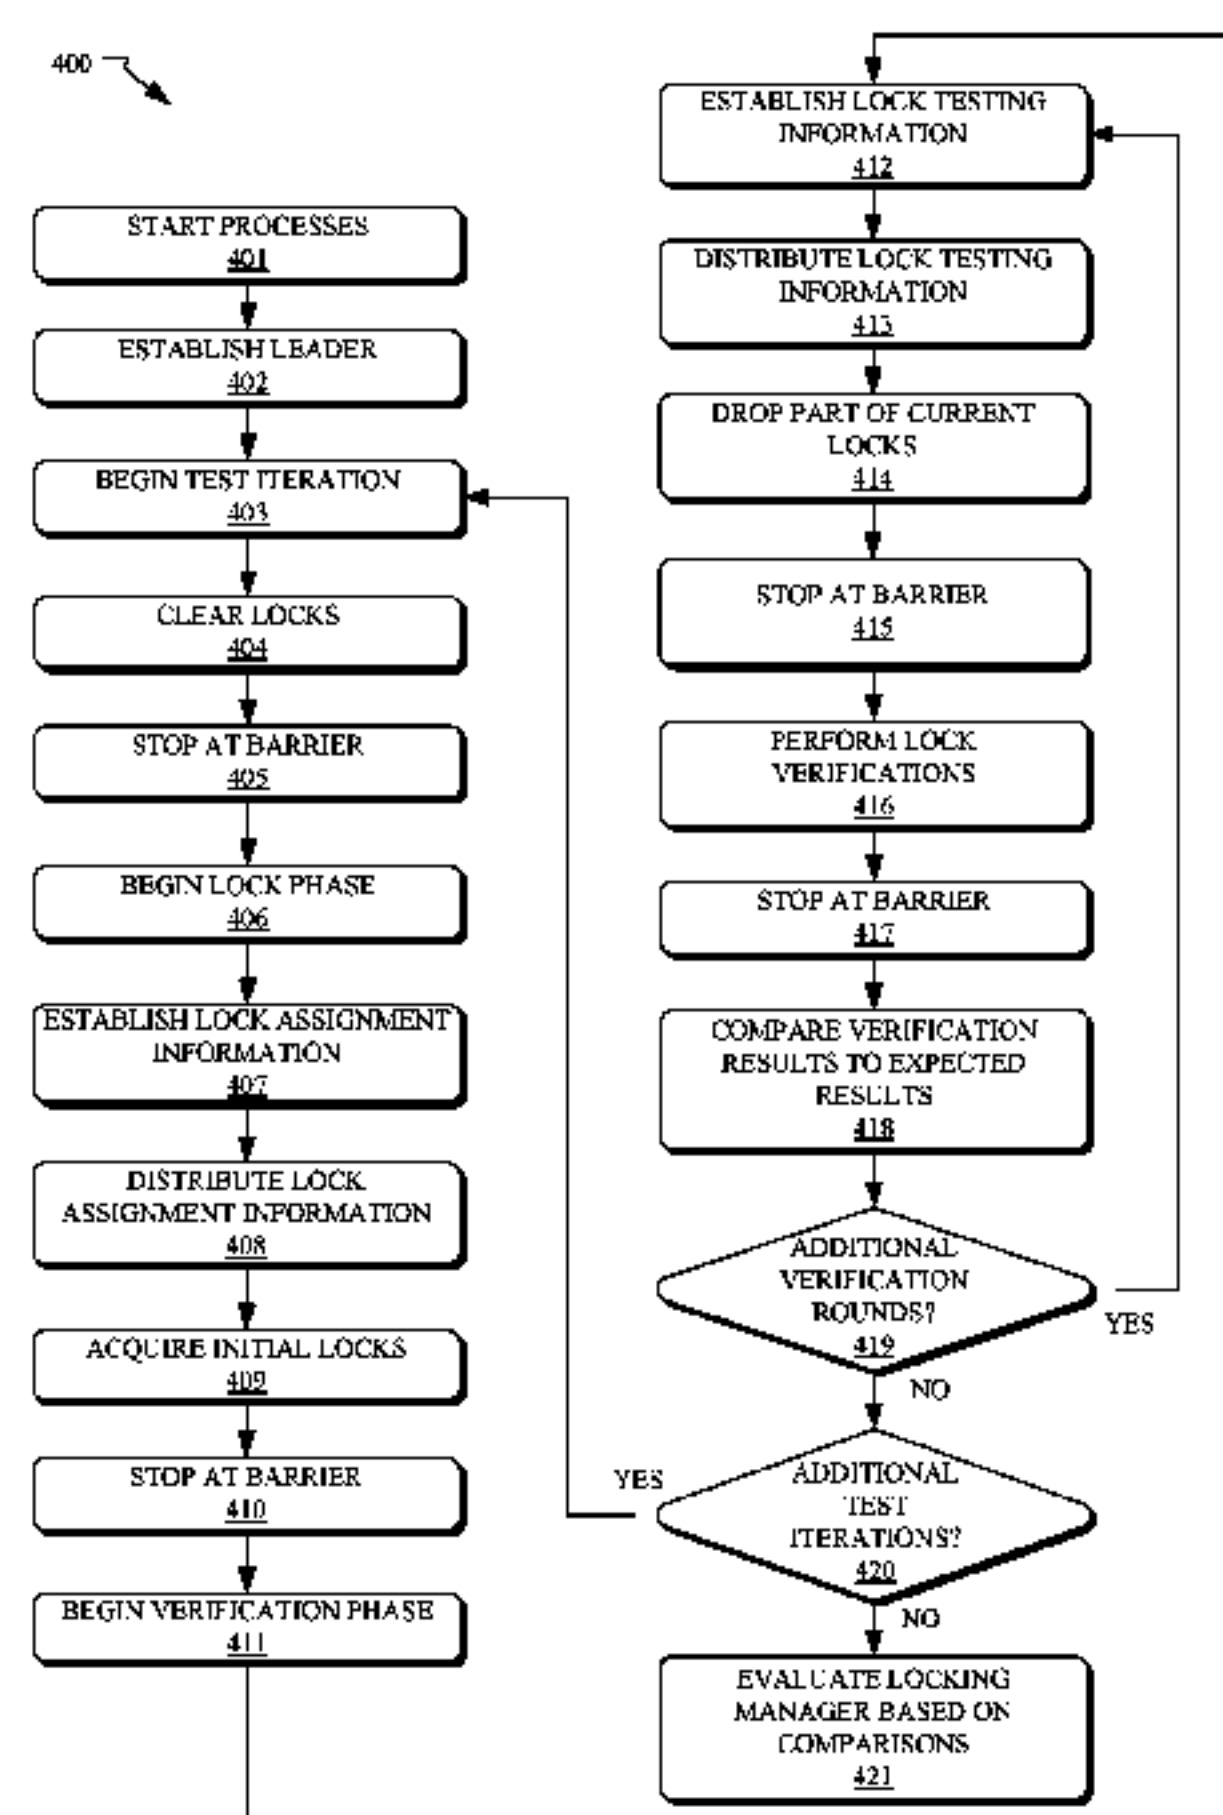 400
START PROCESSES
401
ESTABLISH LEADER
402
BEGIN TEST ITERATION
403
CLEAR LOCKS
404
STOP AT BARRIER
405
BEGIN LOCK PHASE
406
ESTABLISH LOCK ASSIGNMENT
INFORMATION
407
DISTRIBUTE LOCK
ASSIGNMENT INFORMATION
408
ACQUIRE INITIAL LOCKS
409
STOP AT BARRIER
410
BEGIN VERIFICATION PHASE
411
ESTABLISH LOCK TESTING
INFORMATION
412
DISTRIBUTE LOCK TESTING
INFORMATION
413
DROP PART OF CURRENT
LOCKS
414
STOP AT BARRIER
415
PERFORM LOCK
VERIFICATIONS
416
STOP AT BARRIER
417
COMPARE VERIFICATION
RESULTS TO EXPECTED
RESULTS
418
ADDITIONAL
VERIFICATION
ROUNDS?
419
YES
NO
YES
ADDITIONAL
TEST
ITERATIONS?
420
NO
EVALUATE LOCKING
MANAGER BASED ON
COMPARISONS
421